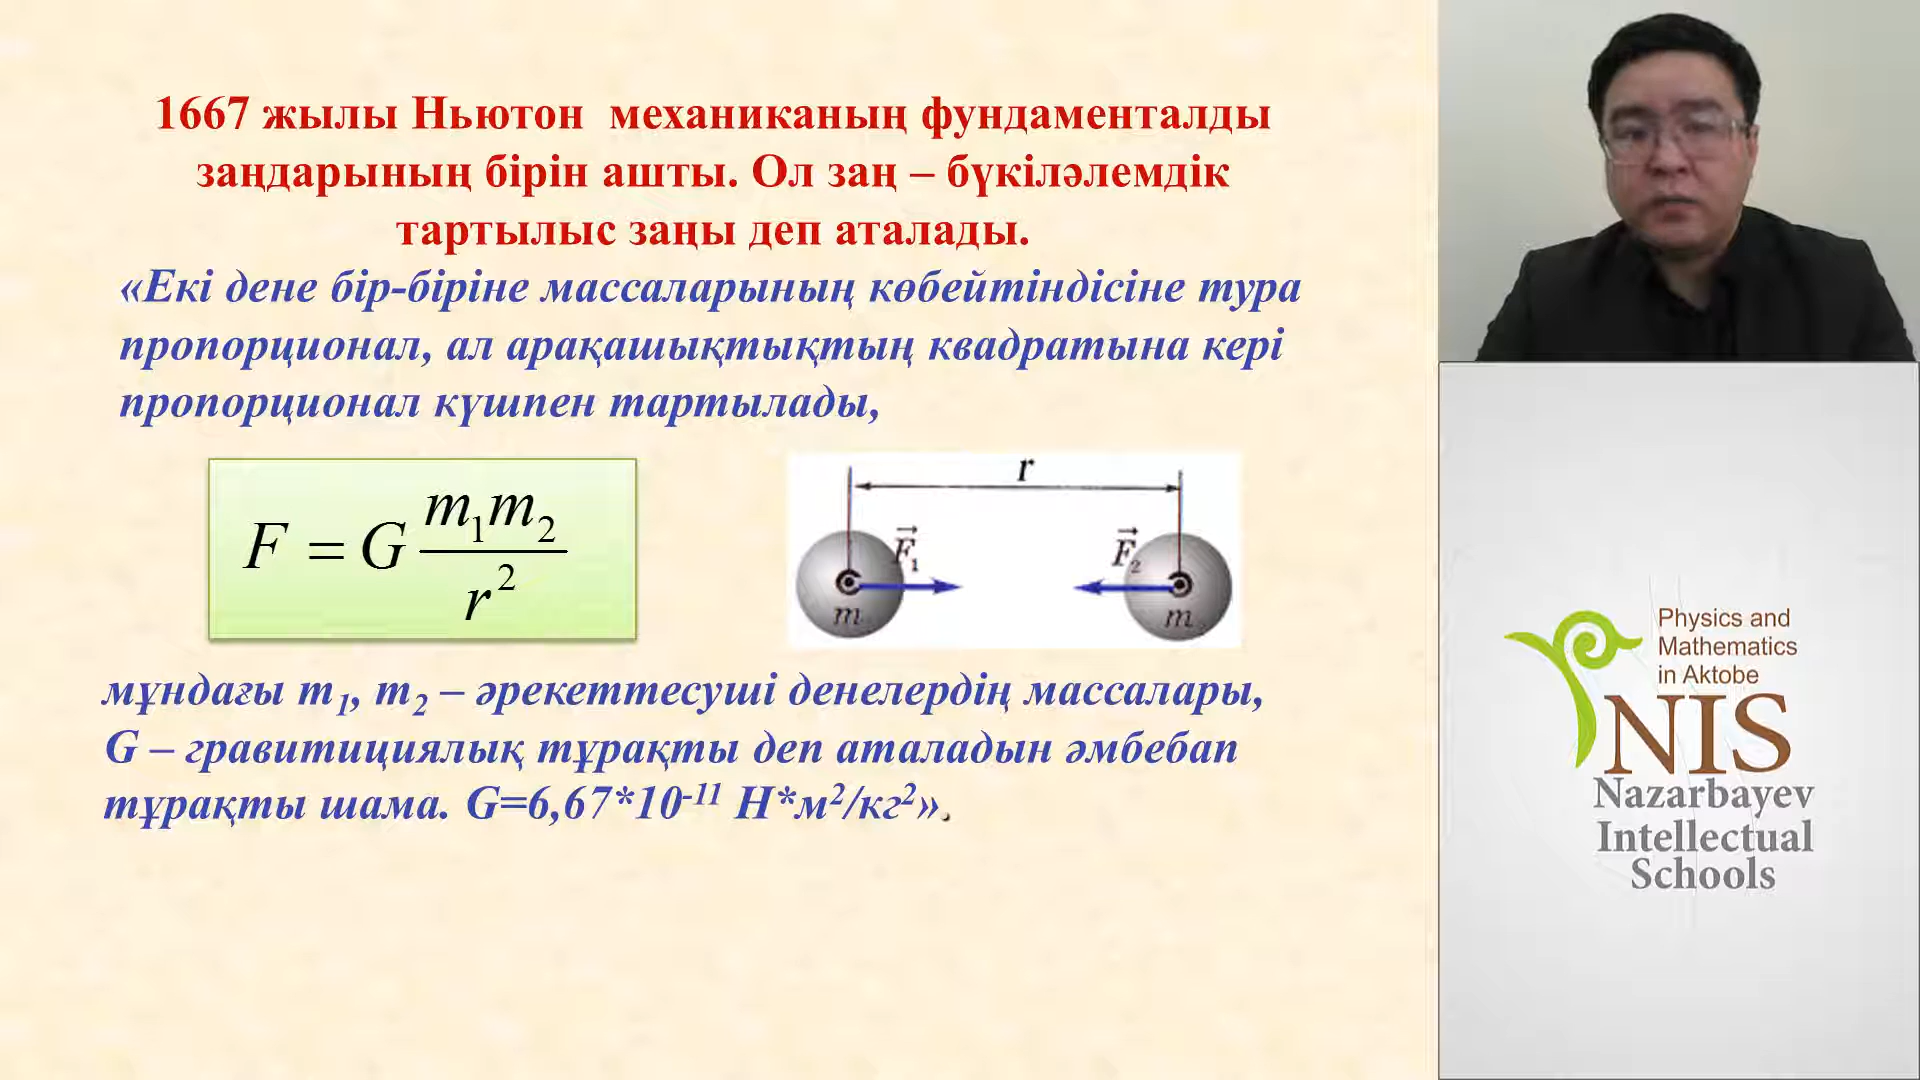 1667 жылы Ньютон механиканың фундаменталды
заңдарының бірін ашты. Ол заң – бүкіләлемдік
тартылыс заңы деп аталады.
«Екі дене бір-біріне массаларының көбейтіндісіне тура
пропорционал, ал арақашықтықтың квадратына кері
пропорционал күшпен тартылады,
F = G m₁m₂ / r²
r
F₁ F₂
m m
мұндағы m₁, m₂ – әрекеттесуші денелердің массалары,
G – гравитициялық тұрақты деп аталадын әмбебап
тұрақты шама. G=6,67*10⁻¹¹ Н*м²/кг²».
Physics and
Mathematics
in Aktobe
NIS
Nazarbayev
Intellectual
Schools